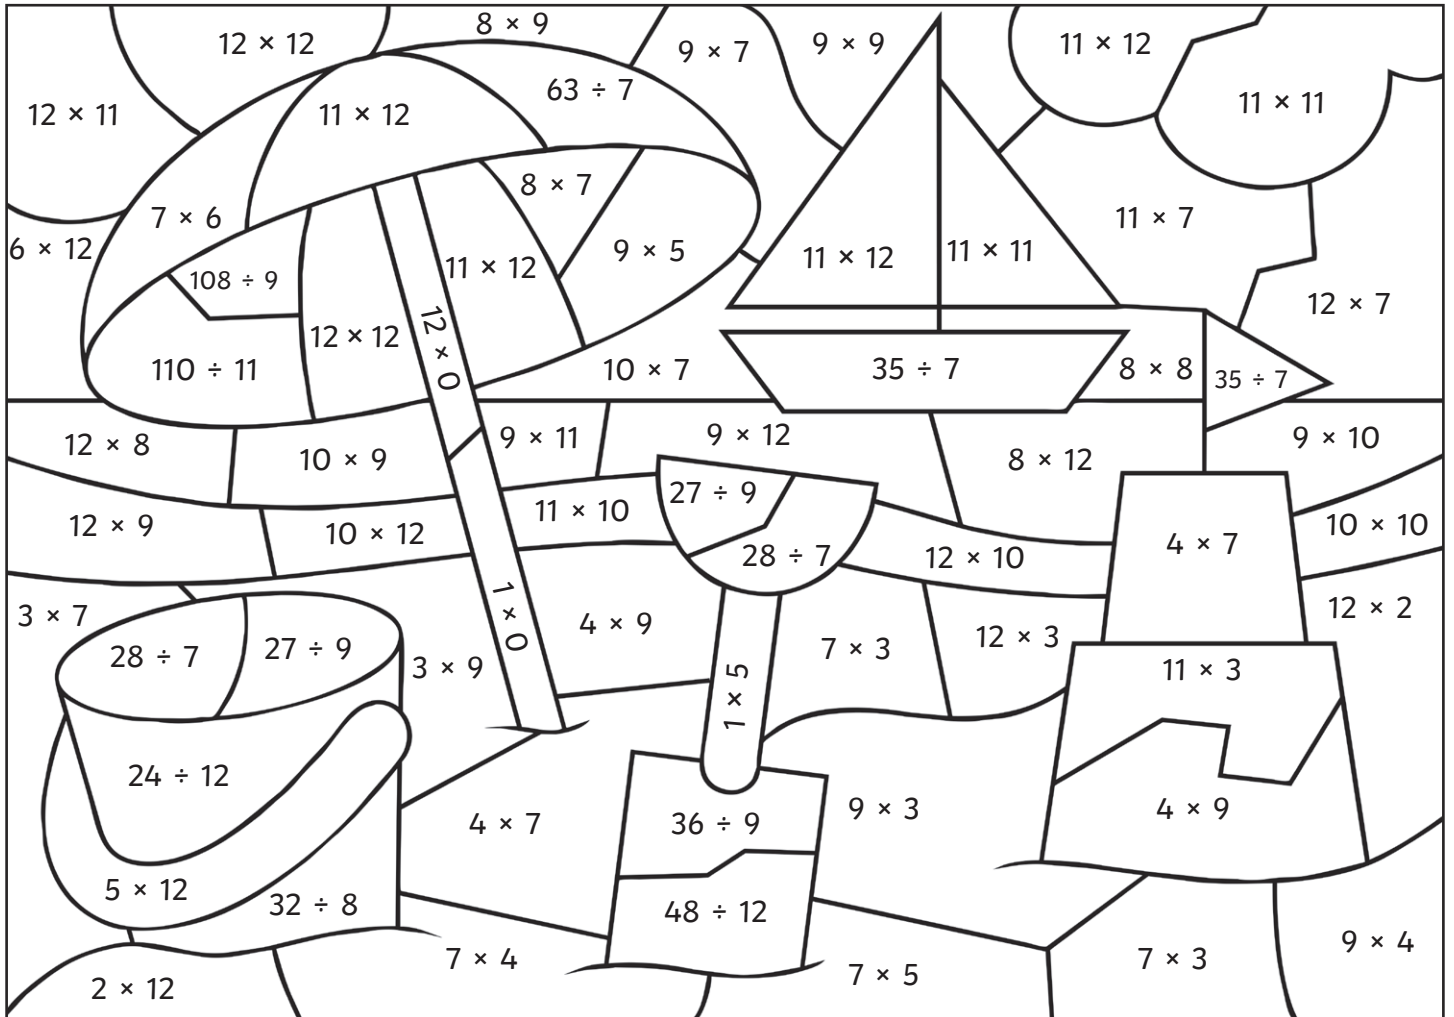 12 × 12
8 × 9
9 × 7
9 × 9
11 × 12
12 × 11
11 × 12
63 ÷ 7
11 × 11
7 × 6
8 × 7
11 × 7
6 × 12
108 ÷ 9
11 × 12
9 × 5
11 × 12
11 × 11
12 × 7
12 × 12
12 × 0
110 ÷ 11
10 × 7
35 ÷ 7
8 × 8
35 ÷ 7
12 × 8
10 × 9
9 × 11
9 × 12
8 × 12
9 × 10
12 × 9
10 × 12
11 × 10
27 ÷ 9
28 ÷ 7
12 × 10
4 × 7
10 × 10
3 × 7
28 ÷ 7
27 ÷ 9
3 × 9
1 × 0
4 × 9
1 × 5
7 × 3
12 × 3
11 × 3
12 × 2
24 ÷ 12
4 × 7
36 ÷ 9
9 × 3
4 × 9
5 × 12
32 ÷ 8
48 ÷ 12
2 × 12
7 × 4
7 × 5
7 × 3
9 × 4